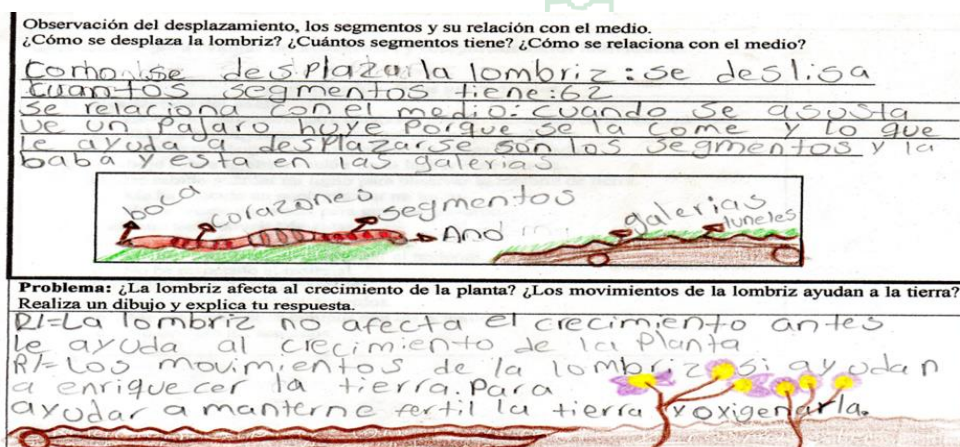 Observación del desplazamiento, los segmentos y su relación con el medio.
¿Cómo se desplaza la lombriz? ¿Cuántos segmentos tiene? ¿Cómo se relaciona con el medio?
Como se desplaza la lombriz: se deslisa
cuantos segmentos tiene: 62
se relaciona con el medio: cuando se asusta
ve un pajaro huye porque se la come y lo que
le ayuda a desplazarse son los segmentos y la
baba y esta en las galerias
boca corazones segmentos Ano galerias tuneles
Problema: ¿La lombriz afecta al crecimiento de la planta? ¿Los movimientos de la lombriz ayudan a la tierra?
Realiza un dibujo y explica tu respuesta.
R/=La lombriz no afecta el crecimiento antes
le ayuda al crecimiento de la planta
R/=Los movimientos de la lombriz si ayudan
a enriquecer la tierra. Para
ayudar a manterne fertil la tierra y oxigenarla.